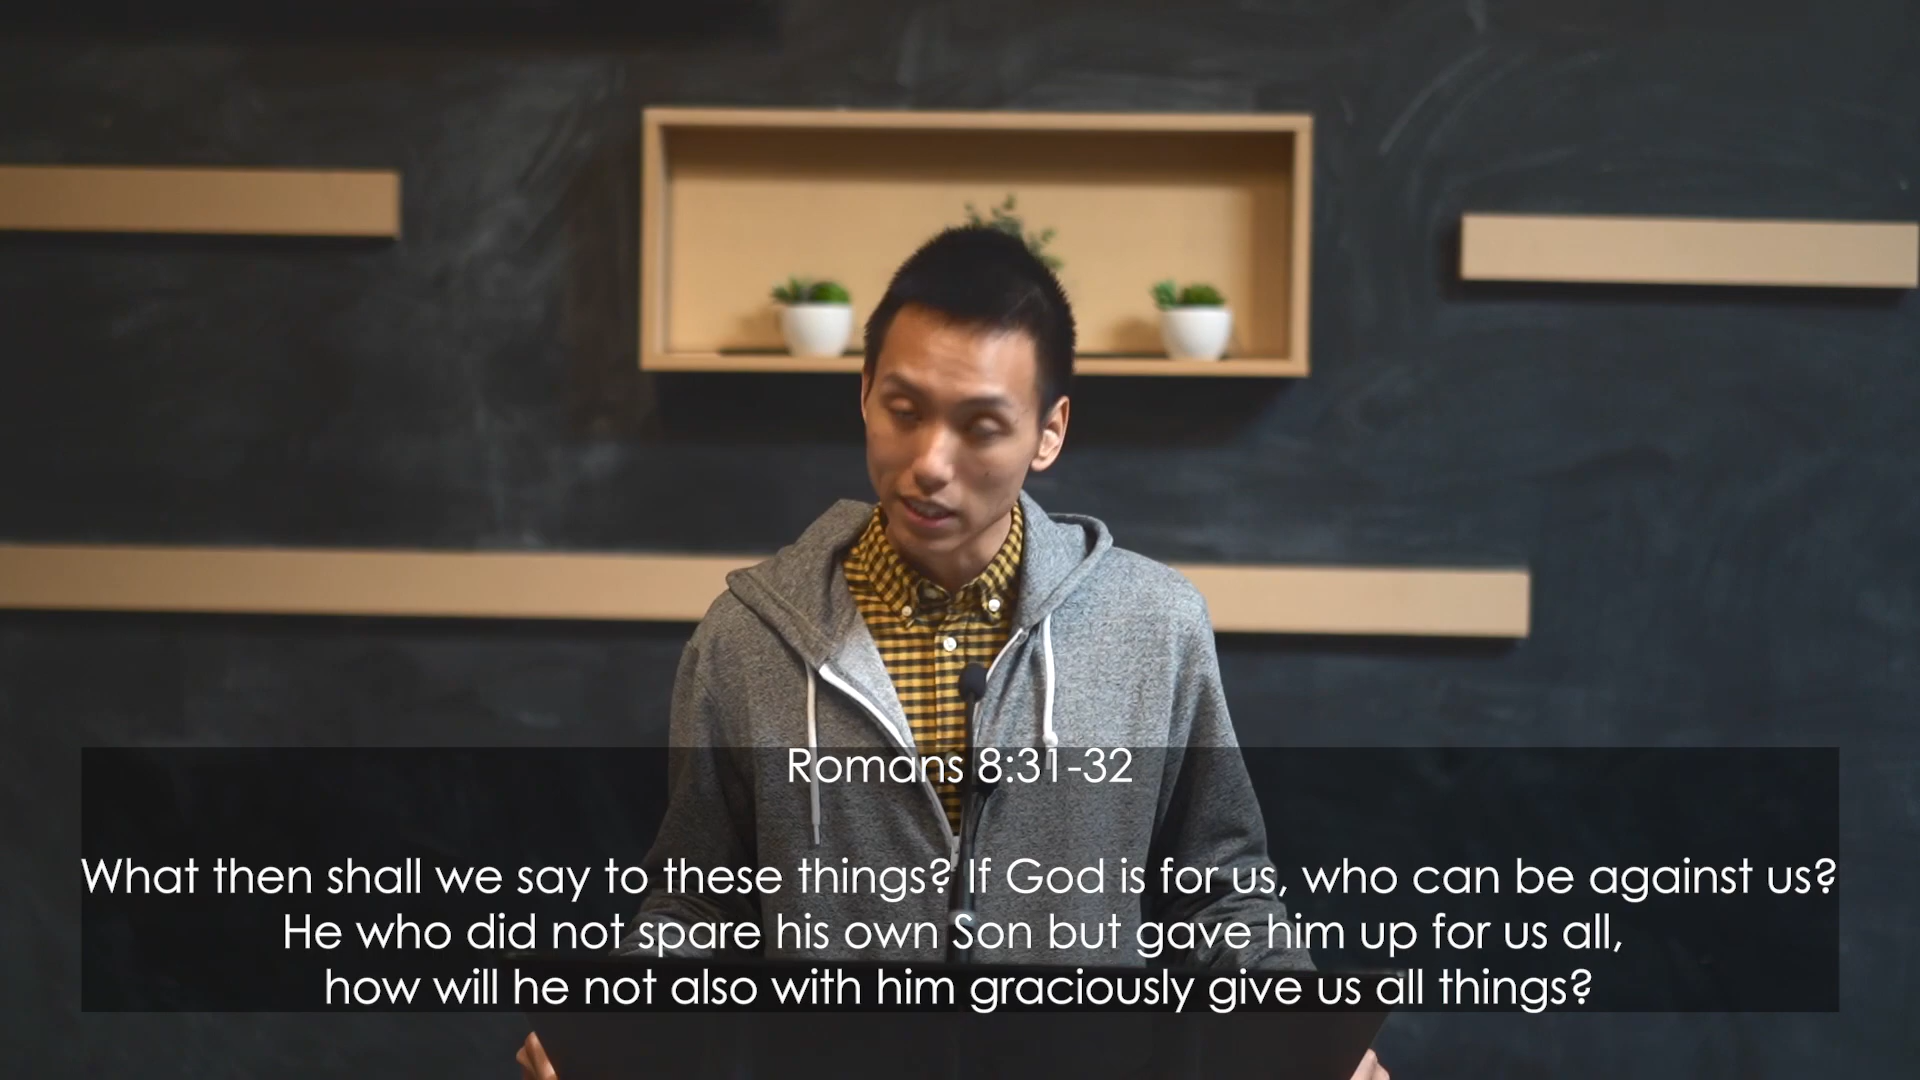 Romans 8:31-32
What then shall we say to these things? If God is for us, who can be against us?
He who did not spare his own Son but gave him up for us all,
how will he not also with him graciously give us all things?